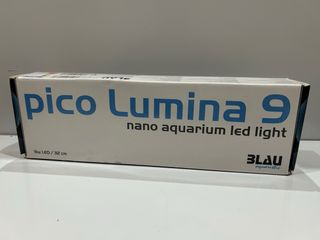 pico Lumina 9
nano aquarium led light
9w LED / 32 cm
BLAU
aquaristic